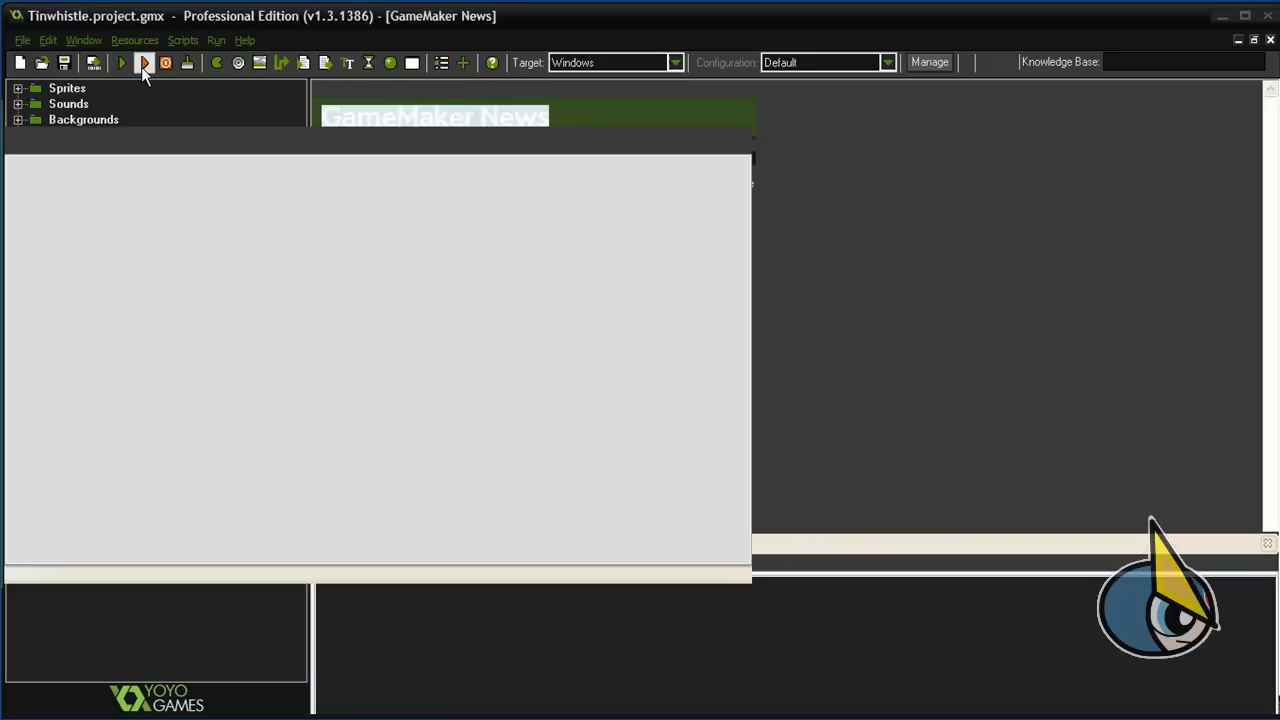 Tinwhistle.project.gmx - Professional Edition (v1.3.1386) - [GameMaker News]
File Edit Window Resources Scripts Run Help
Target: Windows Configuration: Default Manage Knowledge Base:
Sprites
Sounds
Backgrounds
GameMaker News
YOYO
GAMES